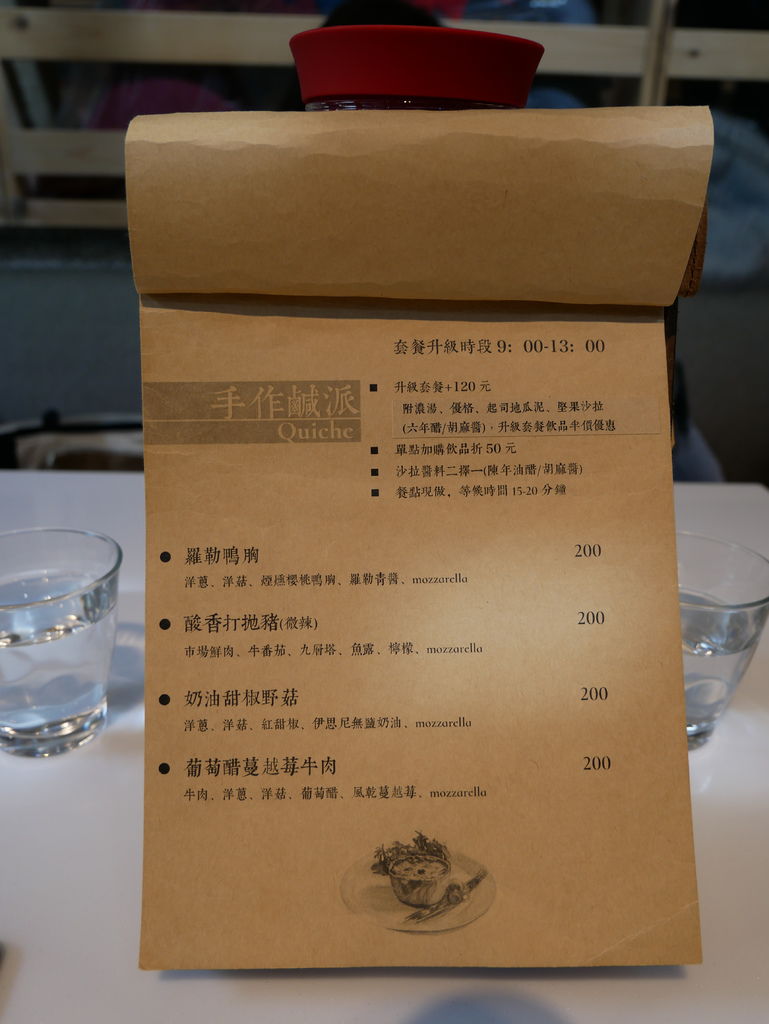 套餐升級時段 9：00-13：00
手作鹹派
Quiche
■ 升級套餐+120 元
附濃湯、優格、起司地瓜泥、堅果沙拉
(六年醋/胡麻醬)，升級套餐飲品半價優惠
■ 單點加購飲品折 50 元
■ 沙拉醬料二擇一(陳年油醋/胡麻醬)
■ 餐點現做，等候時間 15-20 分鐘
● 羅勒鴨胸 200
洋蔥、洋菇、煙燻櫻桃鴨胸、羅勒青醬、mozzarella
● 酸香打拋豬(微辣) 200
市場鮮肉、牛番茄、九層塔、魚露、檸檬、mozzarella
● 奶油甜椒野菇 200
洋蔥、洋菇、紅甜椒、伊思尼無鹽奶油、mozzarella
● 葡萄醋蔓越莓牛肉 200
牛肉、洋蔥、洋菇、葡萄醋、風乾蔓越莓、mozzarella